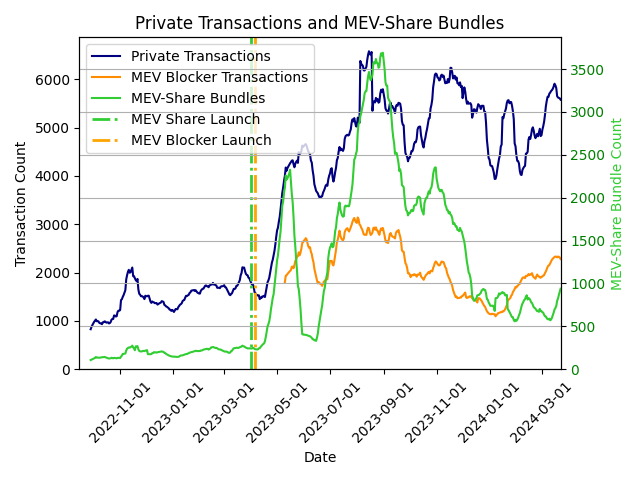 Private Transactions and MEV-Share Bundles
Private Transactions
MEV Blocker Transactions
MEV-Share Bundles
MEV Share Launch
MEV Blocker Launch
Transaction Count
6000
5000
4000
3000
2000
1000
0
3500
3000
2500
2000
1500
1000
500
0
MEV-Share Bundle Count
2022-11-01
2023-01-01
2023-03-01
2023-05-01
2023-07-01
2023-09-01
2023-11-01
2024-01-01
2024-03-01
Date